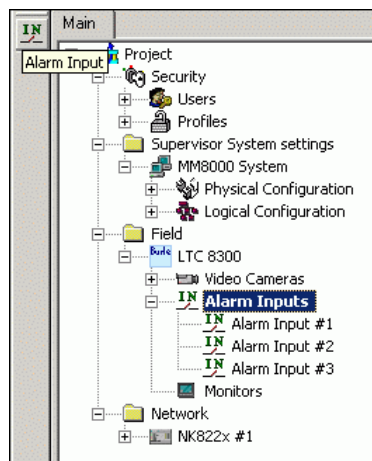 Main
IN
Alarm Input
Project
Security
Users
Profiles
Supervisor System settings
MM8000 System
Physical Configuration
Logical Configuration
Field
Burle LTC 8300
Video Cameras
IN Alarm Inputs
IN Alarm Input #1
IN Alarm Input #2
IN Alarm Input #3
Monitors
Network
NK822x #1